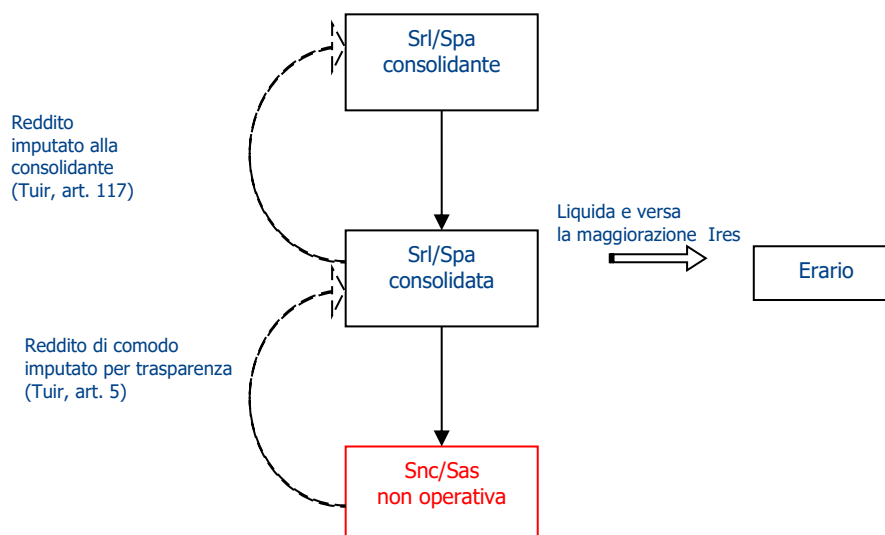 Srl/Spa
consolidante
Reddito
imputato alla
consolidante
(Tuir, art. 117)
Liquida e versa
la maggiorazione Ires
Srl/Spa
consolidata
Erario
Reddito di comodo
imputato per trasparenza
(Tuir, art. 5)
Snc/Sas
non operativa